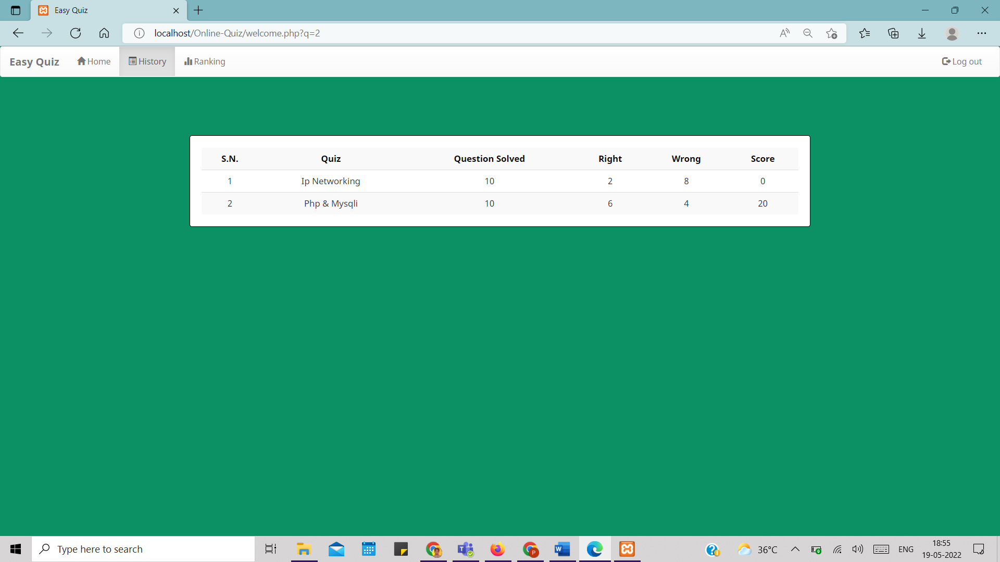 Easy Quiz
localhost/Online-Quiz/welcome.php?q=2
Easy Quiz Home History Ranking Log out
S.N. Quiz Question Solved Right Wrong Score
1 Ip Networking 10 2 8 0
2 Php & Mysqli 10 6 4 20
Type here to search
36°C
ENG
18:55
19-05-2022